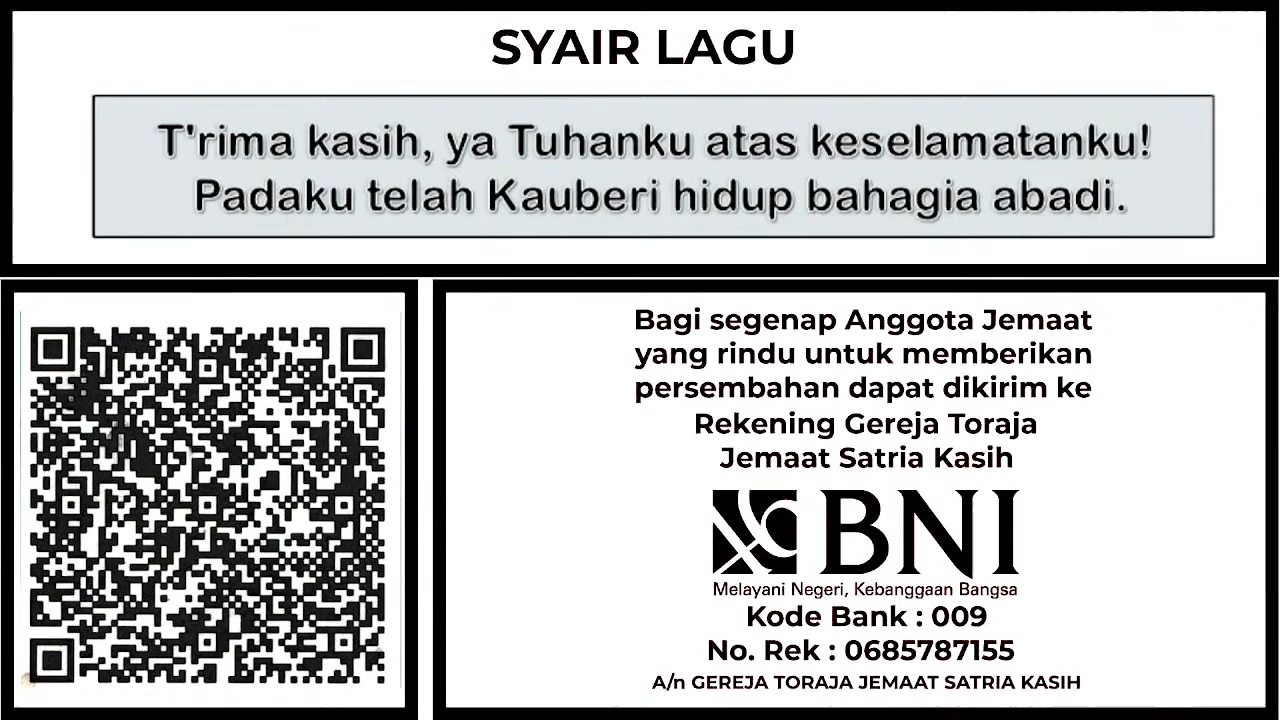 SYAIR LAGU
T'rima kasih, ya Tuhanku atas keselamatanku!
Padaku telah Kauberi hidup bahagia abadi.
Bagi segenap Anggota Jemaat
yang rindu untuk memberikan
persembahan dapat dikirim ke
Rekening Gereja Toraja
Jemaat Satria Kasih
BNI
Melayani Negeri, Kebanggaan Bangsa
Kode Bank : 009
No. Rek : 0685787155
A/n GEREJA TORAJA JEMAAT SATRIA KASIH